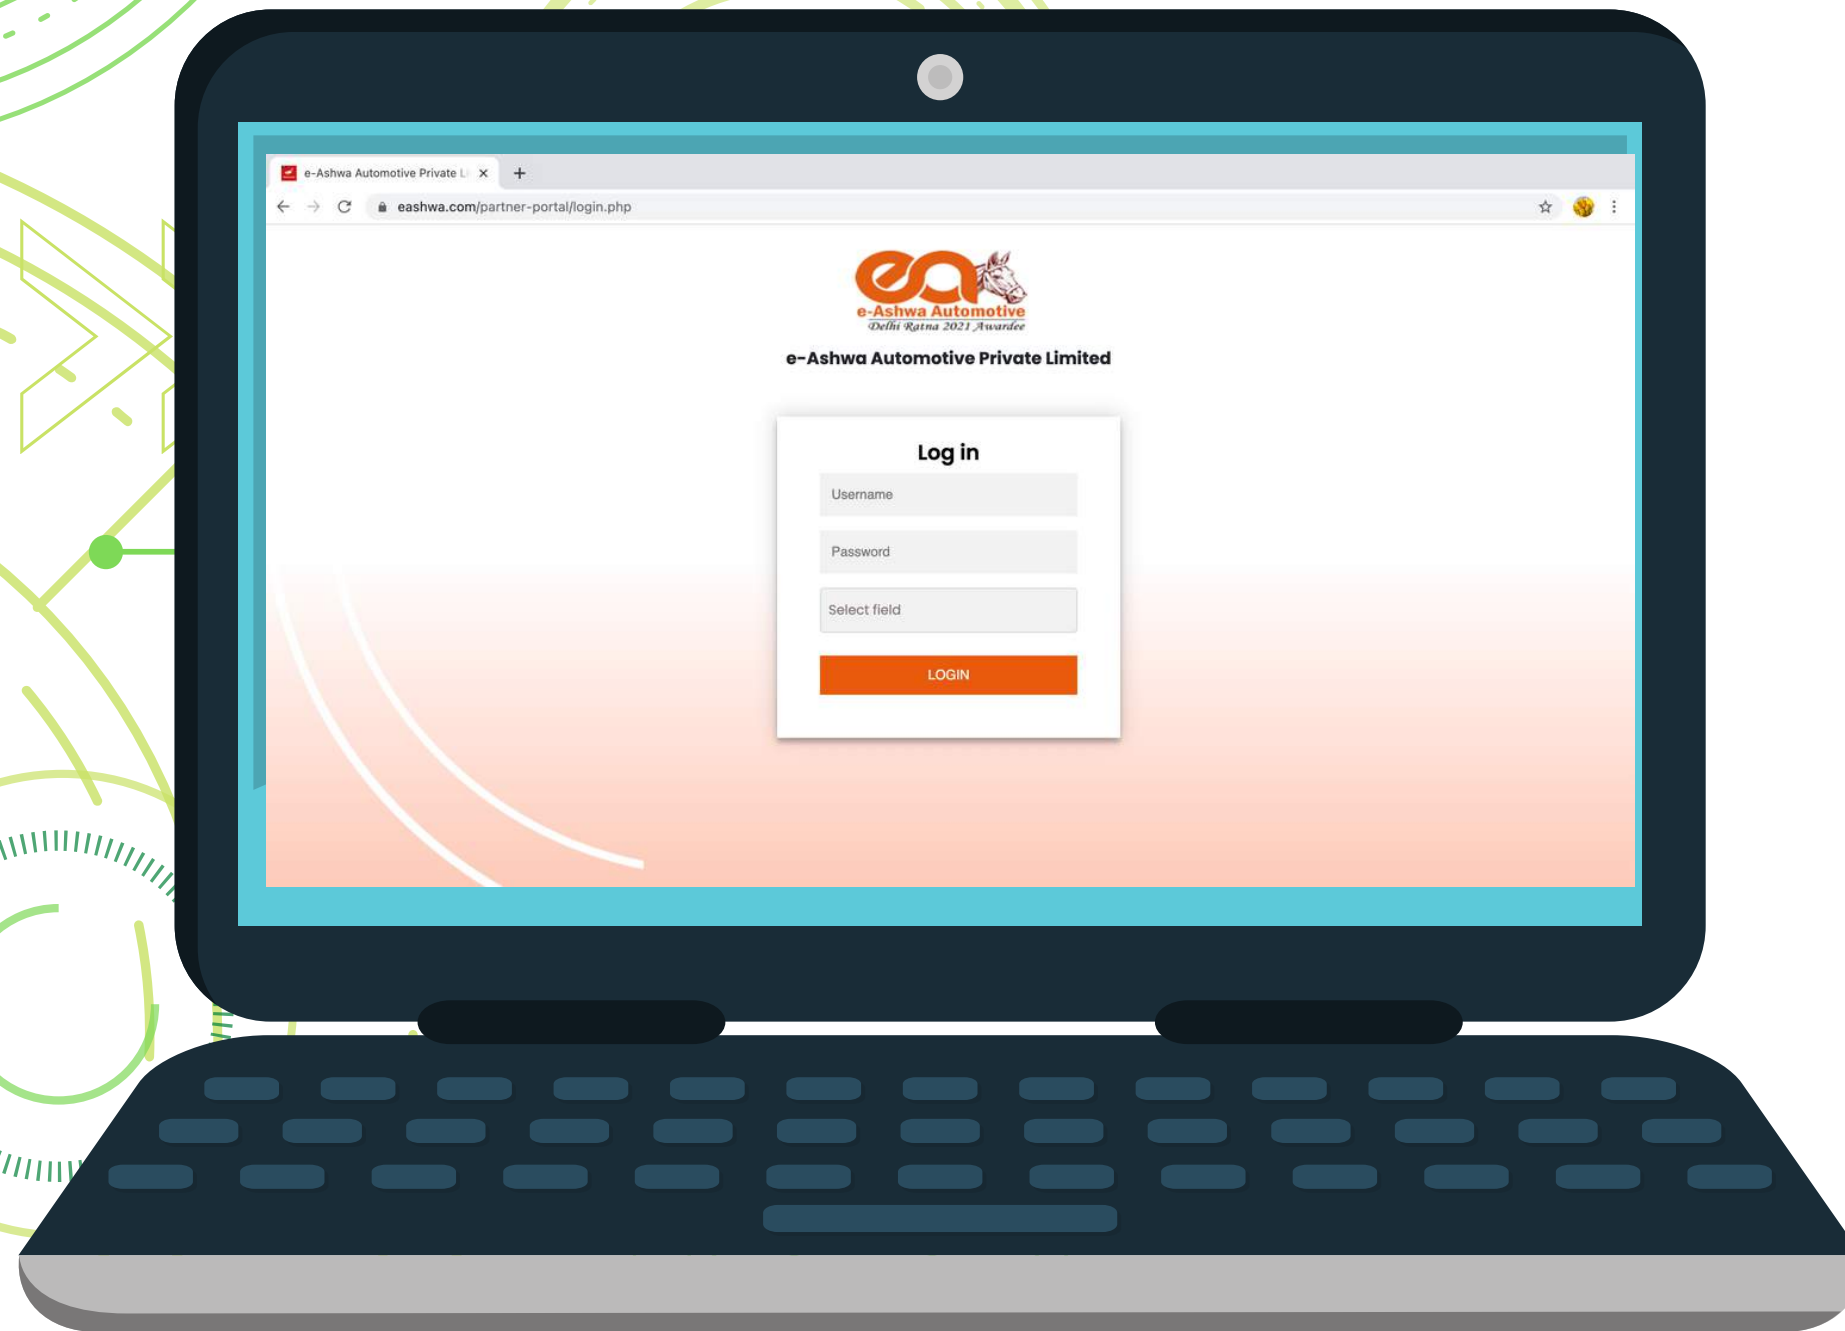 e-Ashwa Automotive Private L
eashwa.com/partner-portal/login.php
ea
e-Ashwa Automotive
Delhi Ratna 2021 Awardee
e-Ashwa Automotive Private Limited
Log in
Username
Password
Select field
LOGIN